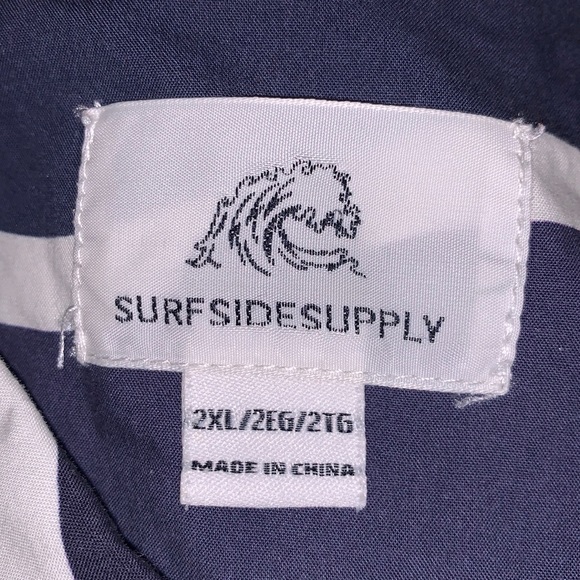 SURFSIDESUPPLY
2XL/2EG/2TG
MADE IN CHINA